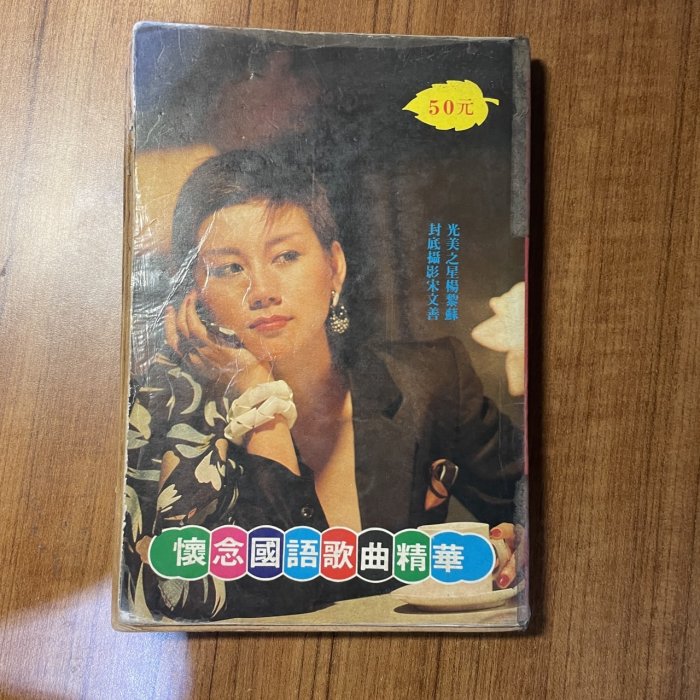 50元
光美之星楊黎蘇
封底攝影宋文善
懷念國語歌曲精華